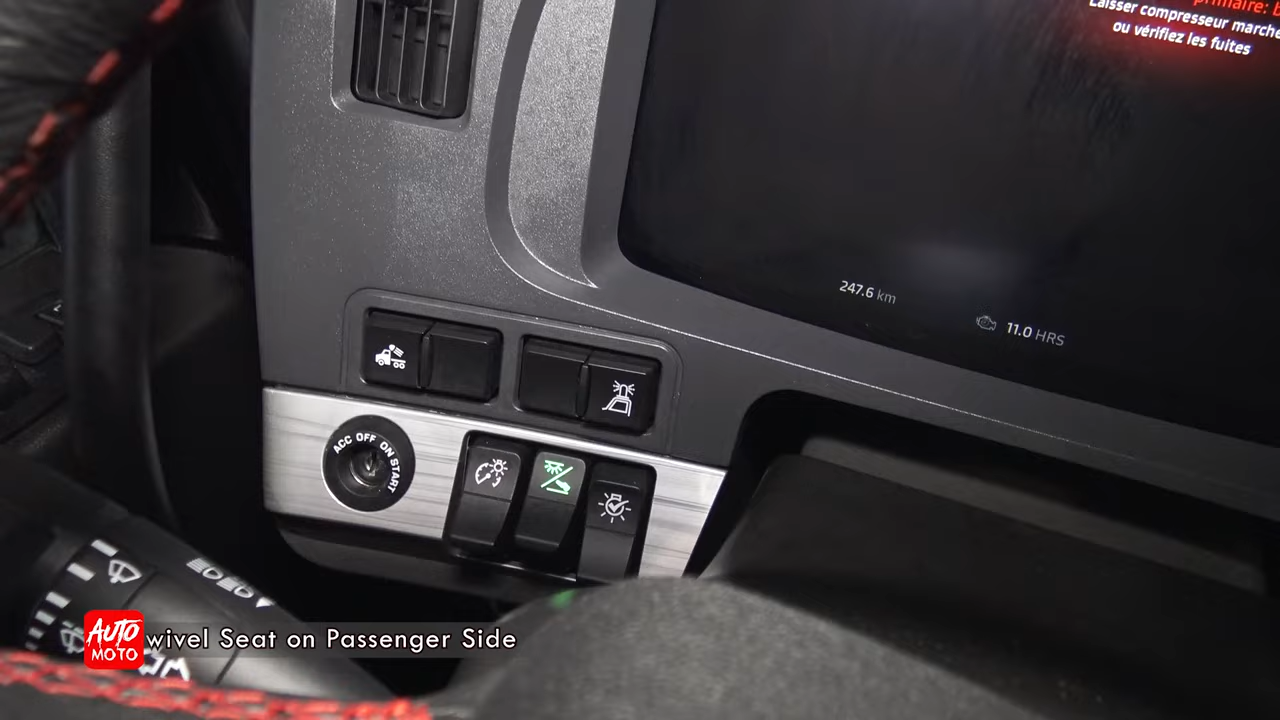 primaire:
Laisser compresseur marche
ou vérifiez les fuites
247.6 km
11.0 HRS
ACC OFF ON START
AUTO
MOTO
wivel Seat on Passenger Side